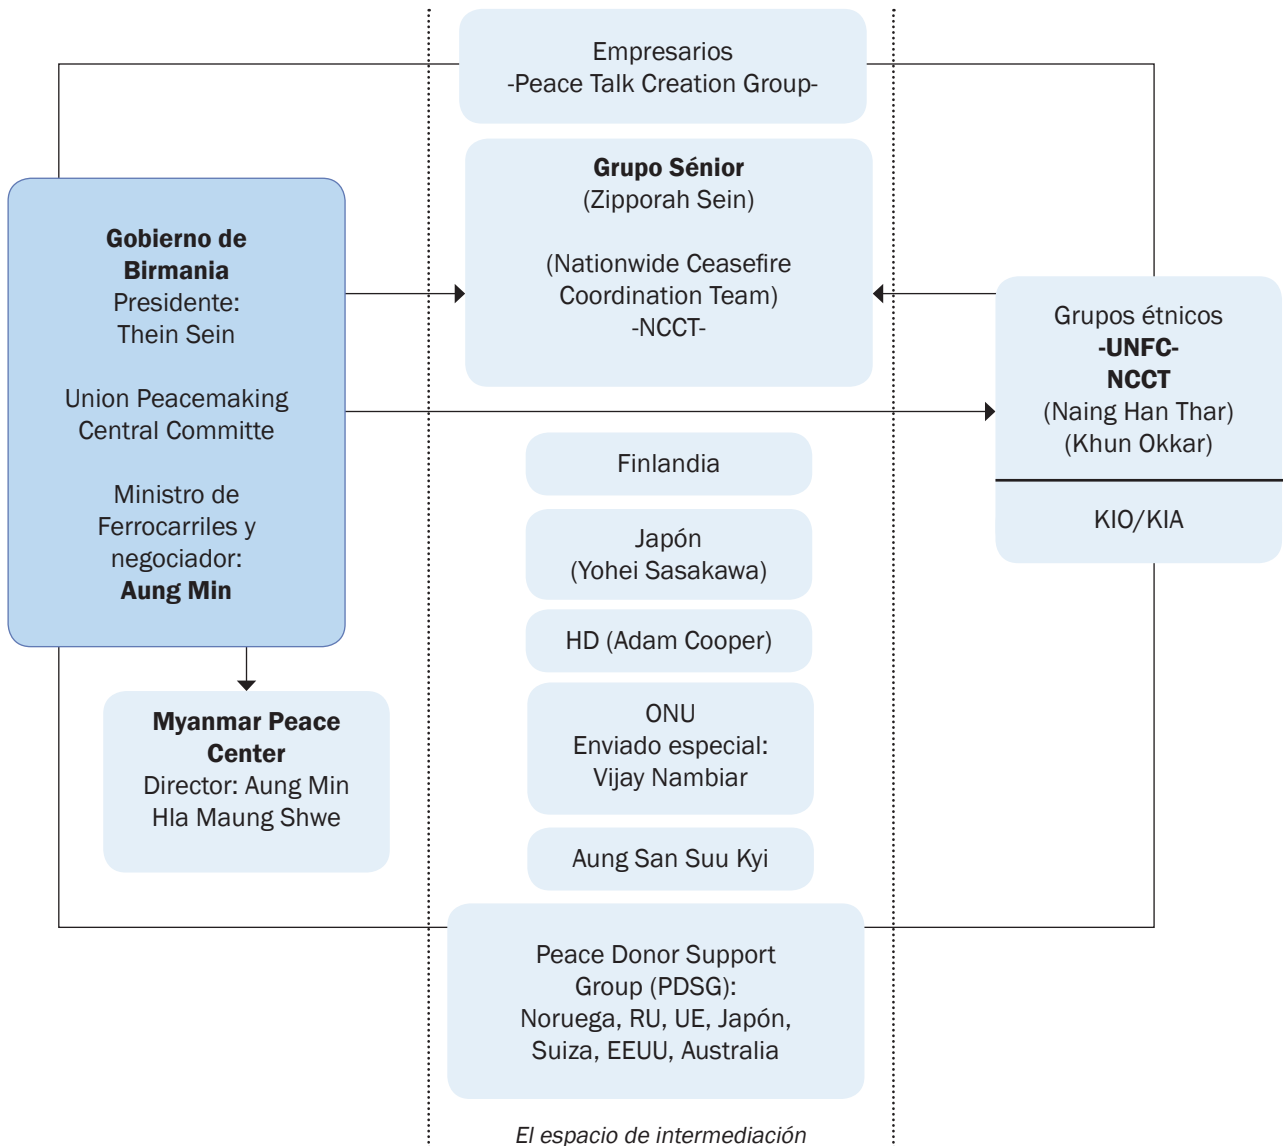 Empresarios
-Peace Talk Creation Group-
Grupo Sénior
(Zipporah Sein)
(Nationwide Ceasefire
Coordination Team)
-NCCT-
Gobierno de
Birmania
Presidente:
Thein Sein
Union Peacemaking
Central Committe
Ministro de
Ferrocarriles y
negociador:
Aung Min
Grupos étnicos
-UNFC-
NCCT
(Naing Han Thar)
(Khun Okkar)
KIO/KIA
Finlandia
Japón
(Yohei Sasakawa)
HD (Adam Cooper)
ONU
Enviado especial:
Vijay Nambiar
Aung San Suu Kyi
Myanmar Peace
Center
Director: Aung Min
Hla Maung Shwe
Peace Donor Support
Group (PDSG):
Noruega, RU, UE, Japón,
Suiza, EEUU, Australia
El espacio de intermediación